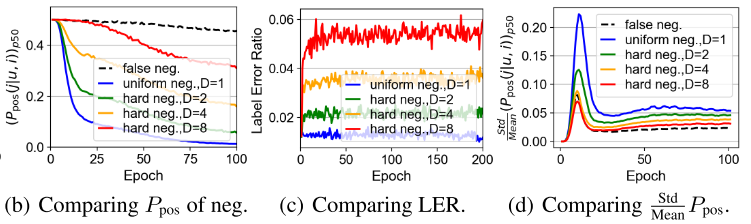 ⟨P_pos(j|u, i)⟩_p50
0.4
0.2
0.0
false neg.
uniform neg.,D=1
hard neg.,D=2
hard neg.,D=4
hard neg.,D=8
0
25
50
75
100
Epoch
(b) Comparing P_pos of neg.
Label Error Ratio
0.06
0.04
0.02
uniform neg.,D=1
hard neg.,D=2
hard neg.,D=4
hard neg.,D=8
0
50
100
150
200
Epoch
(c) Comparing LER.
Std/Mean ⟨P_pos(j|u, i)⟩_p50
0.20
0.15
0.10
0.05
0.00
false neg.
uniform neg.,D=1
hard neg.,D=2
hard neg.,D=4
hard neg.,D=8
0
50
100
Epoch
(d) Comparing Std/Mean P_pos.